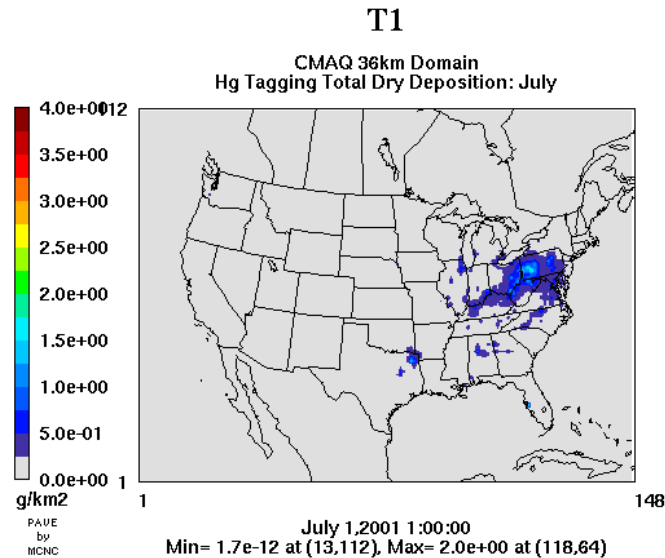 T1
CMAQ 36km Domain
Hg Tagging Total Dry Deposition: July
4.0e+00
112
3.5e+00
3.0e+00
2.5e+00
2.0e+00
1.5e+00
1.0e+00
5.0e-01
0.0e+00
1
g/km2
1
148
PAVE
by
MCNC
July 1,2001 1:00:00
Min= 1.7e-12 at (13,112), Max= 2.0e+00 at (118,64)